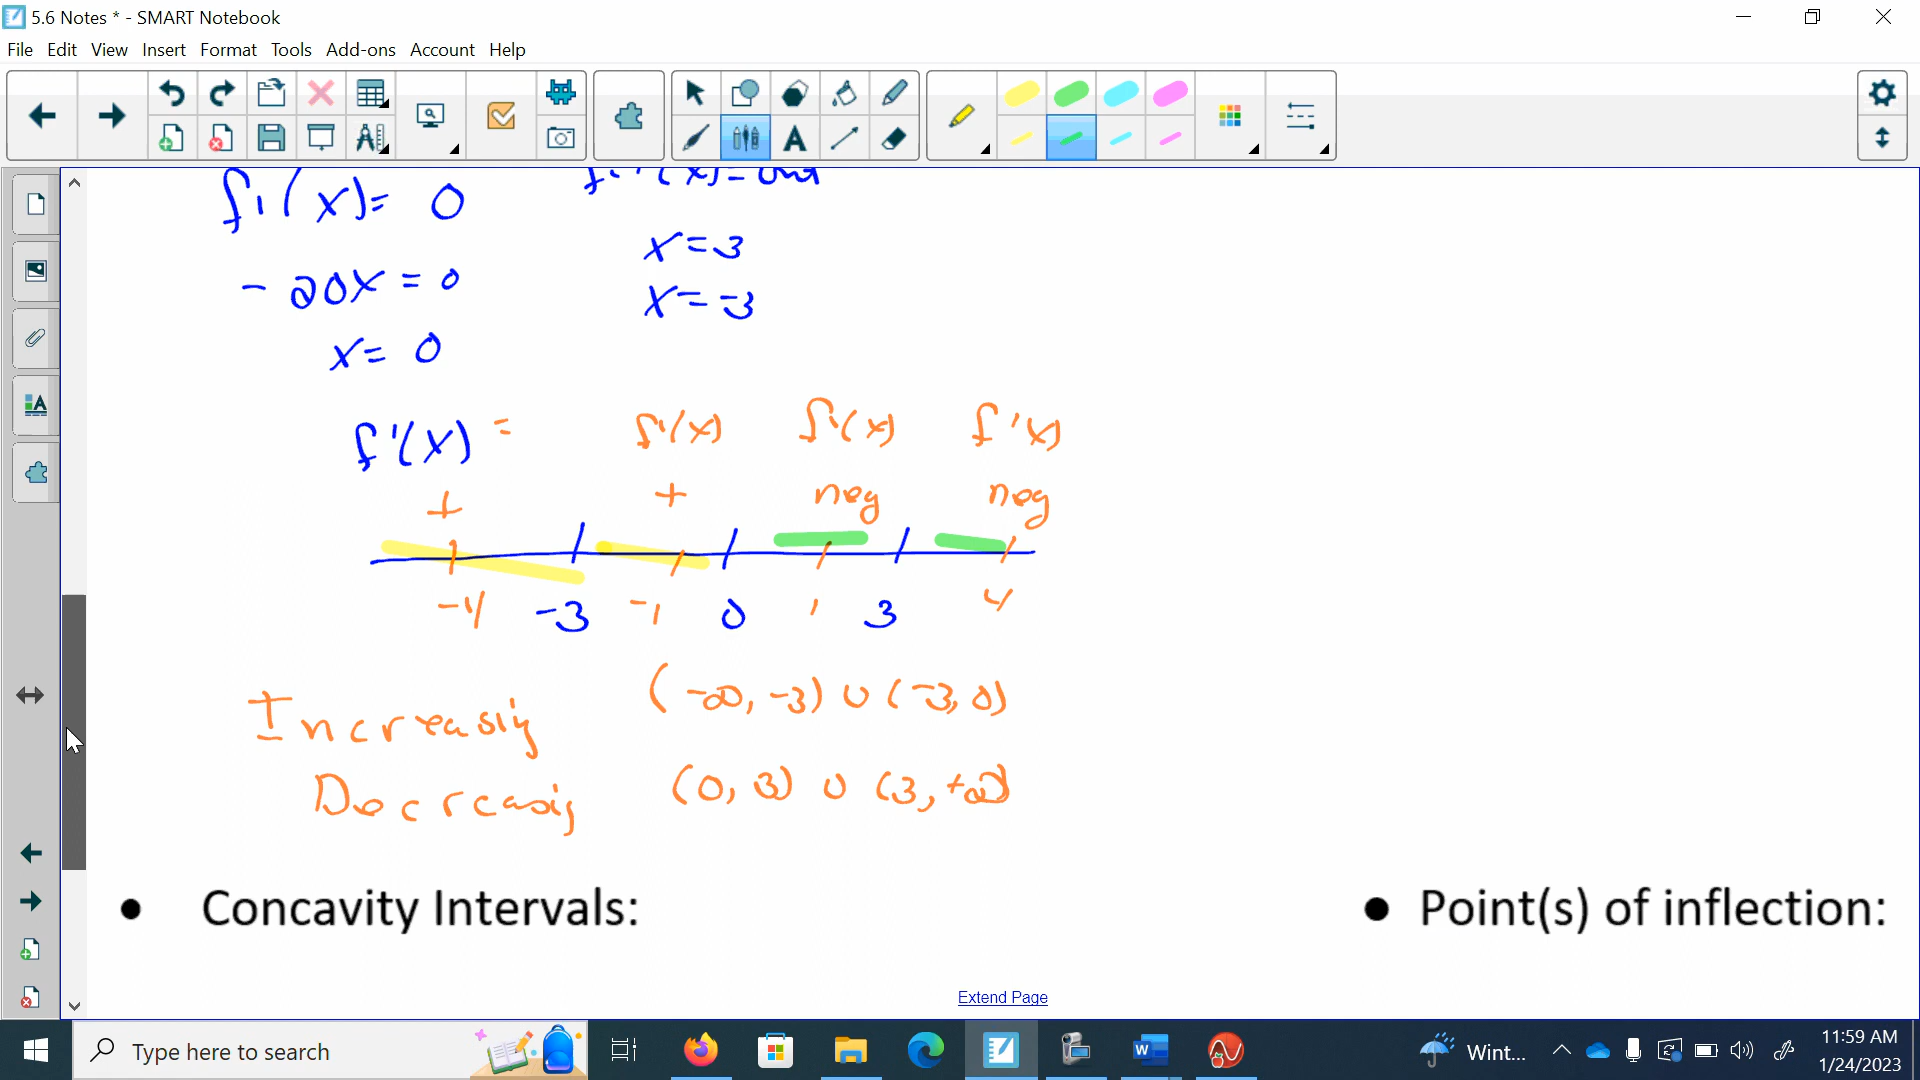 5.6 Notes * - SMART Notebook
File Edit View Insert Format Tools Add-ons Account Help
f'(x)= 0
x=3
-20x = 0
x=-3
x= 0
f'(x) = f'(x) f'(x) f'(x)
+ + neg neg
-4 -3 -1 0 1 3 4
Increasig (-∞, -3) ∪ (-3, 0)
Decreasig (0, 3) ∪ (3, +∞)
• Concavity Intervals:
• Point(s) of inflection:
Extend Page
Type here to search
Wint...
11:59 AM
1/24/2023